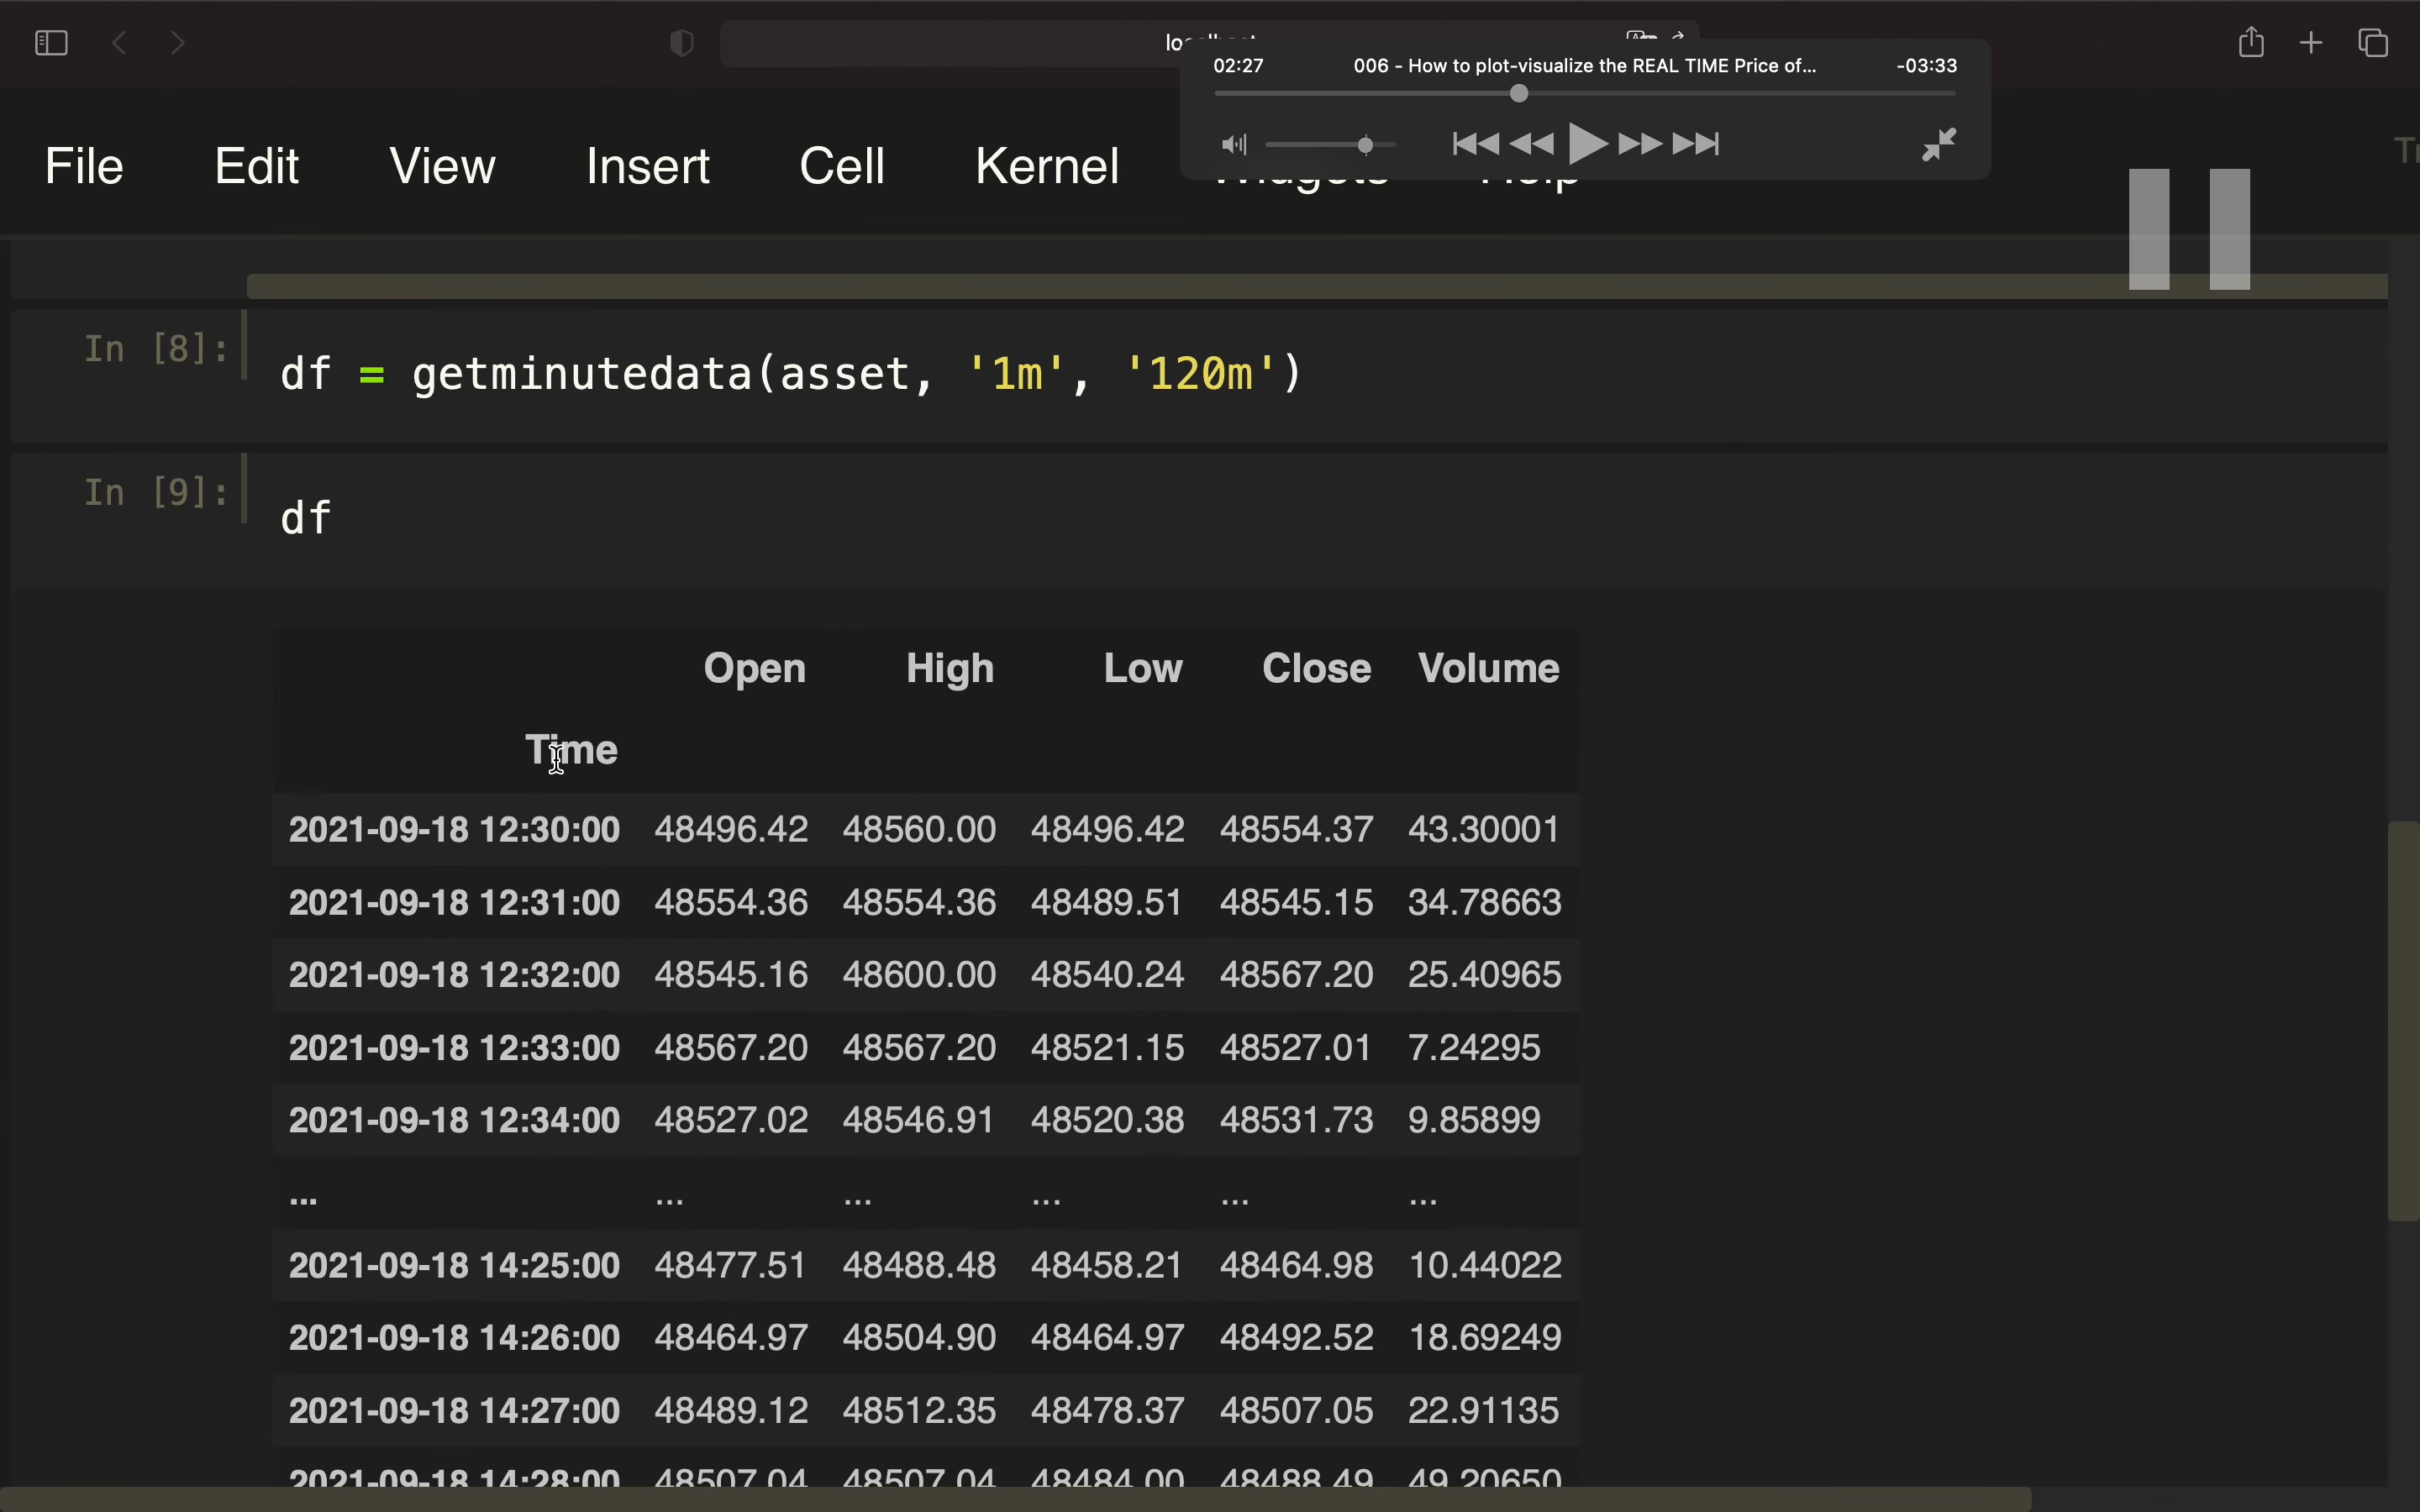 02:27 006 - How to plot-visualize the REAL TIME Price of... -03:33
File Edit View Insert Cell Kernel
In [8]: df = getminutedata(asset, '1m', '120m')
In [9]: df
Open High Low Close Volume
Time
2021-09-18 12:30:00 48496.42 48560.00 48496.42 48554.37 43.30001
2021-09-18 12:31:00 48554.36 48554.36 48489.51 48545.15 34.78663
2021-09-18 12:32:00 48545.16 48600.00 48540.24 48567.20 25.40965
2021-09-18 12:33:00 48567.20 48567.20 48521.15 48527.01 7.24295
2021-09-18 12:34:00 48527.02 48546.91 48520.38 48531.73 9.85899
... ... ... ... ... ...
2021-09-18 14:25:00 48477.51 48488.48 48458.21 48464.98 10.44022
2021-09-18 14:26:00 48464.97 48504.90 48464.97 48492.52 18.69249
2021-09-18 14:27:00 48489.12 48512.35 48478.37 48507.05 22.91135
2021-09-18 14:28:00 48507.04 48507.04 48484.00 48488.49 49.20650